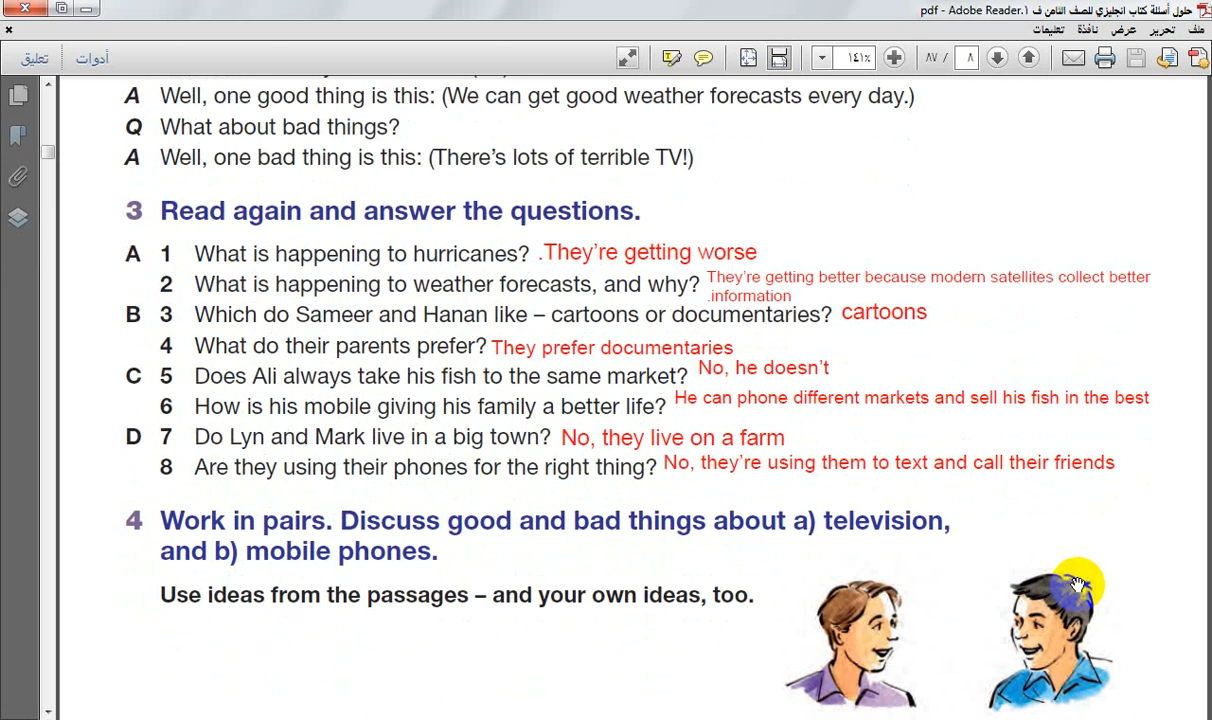 حلول أسئلة كتاب انجليزي للصف الثامن ف ١.pdf - Adobe Reader
ملف تحرير عرض نافذة تعليمات
تعليق أدوات ١٤١% ٨٧ / ٨
A Well, one good thing is this: (We can get good weather forecasts every day.)
Q What about bad things?
A Well, one bad thing is this: (There's lots of terrible TV!)
3 Read again and answer the questions.
A 1 What is happening to hurricanes? .They're getting worse
2 What is happening to weather forecasts, and why? They're getting better because modern satellites collect better
.information
B 3 Which do Sameer and Hanan like – cartoons or documentaries? cartoons
4 What do their parents prefer? They prefer documentaries
C 5 Does Ali always take his fish to the same market? No, he doesn't
6 How is his mobile giving his family a better life? He can phone different markets and sell his fish in the best
D 7 Do Lyn and Mark live in a big town? No, they live on a farm
8 Are they using their phones for the right thing? No, they're using them to text and call their friends
4 Work in pairs. Discuss good and bad things about a) television,
and b) mobile phones.
Use ideas from the passages – and your own ideas, too.